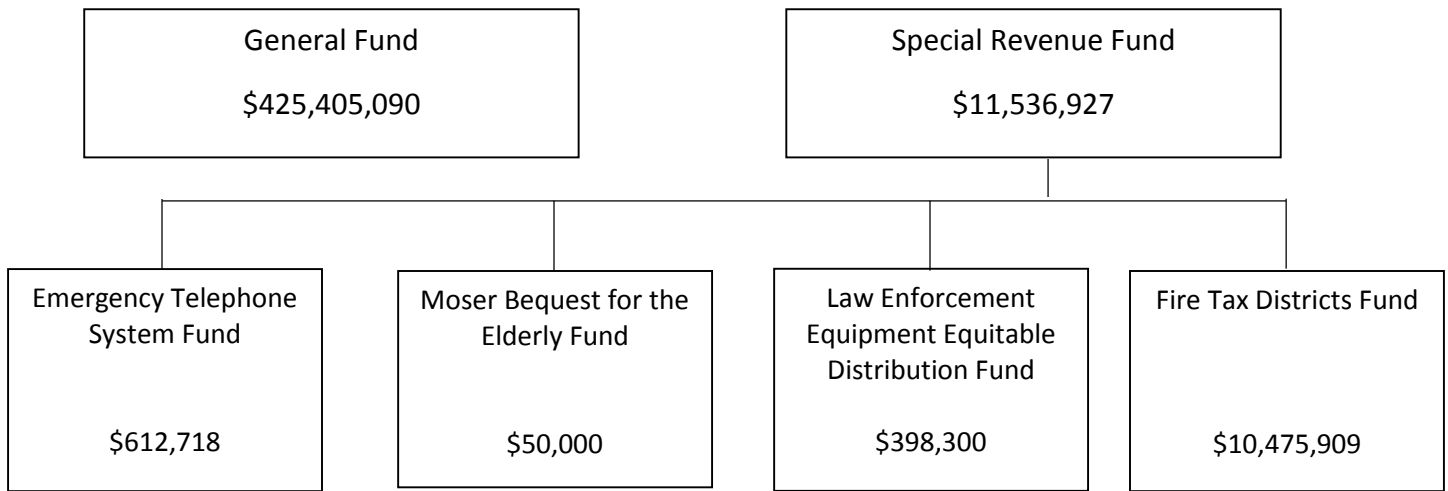 General Fund
$425,405,090
Special Revenue Fund
$11,536,927
Emergency Telephone
System Fund
$612,718
Moser Bequest for the
Elderly Fund
$50,000
Law Enforcement
Equipment Equitable
Distribution Fund
$398,300
Fire Tax Districts Fund
$10,475,909